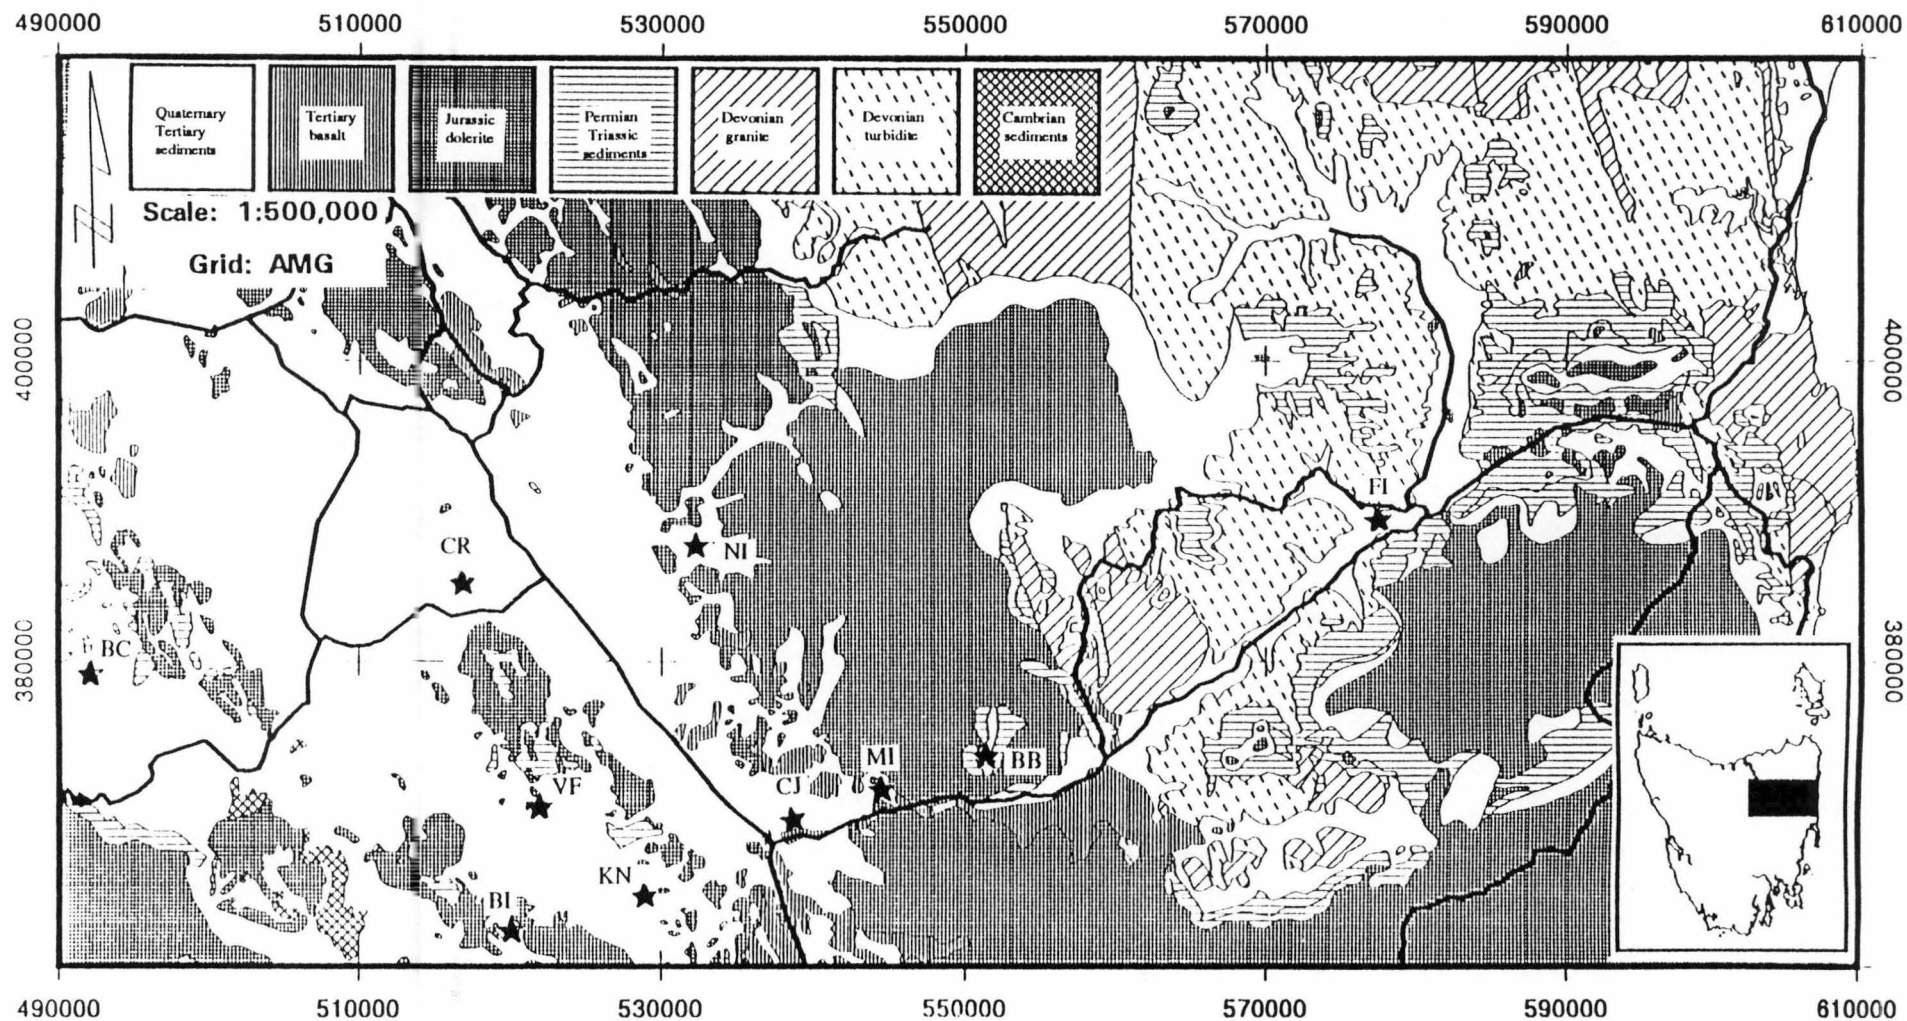 490000 510000 530000 550000 570000 590000 610000
Quaternary
Tertiary
sediments
Tertiary
basalt
Jurassic
dolerite
Permian
Triassic
sediments
Devonian
granite
Devonian
turbidite
Cambrian
sediments
Scale: 1:500,000
Grid: AMG
N
400000
400000
FI
CR
NI
BC
380000
380000
MI
BB
CJ
VF
KN
BI
490000 510000 530000 550000 570000 590000 610000